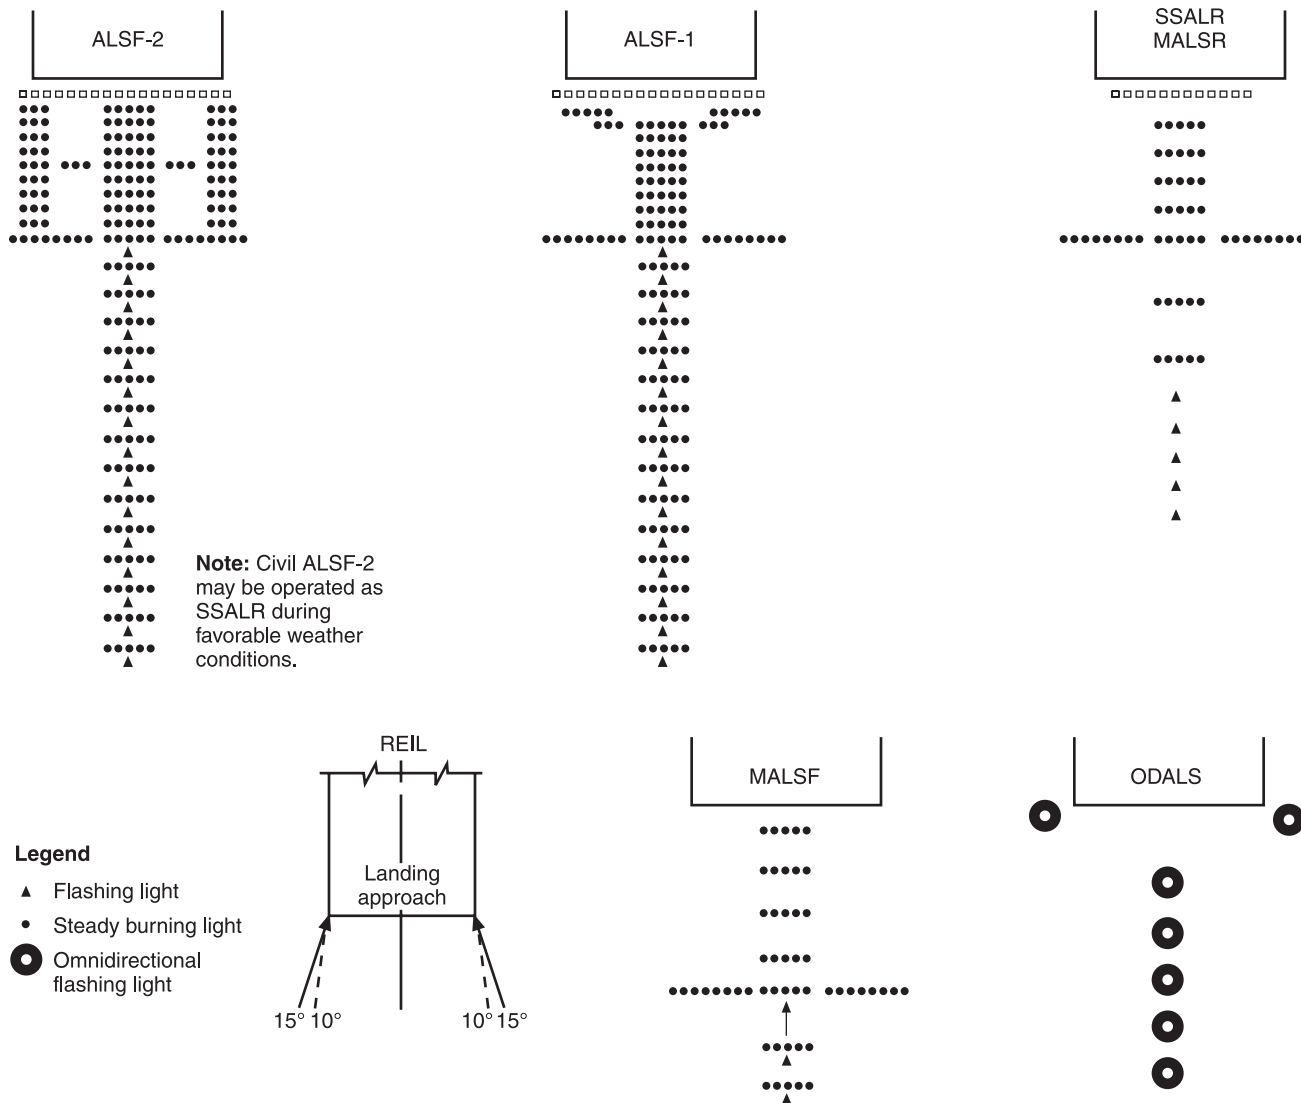 ALSF-2
ALSF-1
SSALR
MALSR
Note: Civil ALSF-2
may be operated as
SSALR during
favorable weather
conditions.
REIL
Landing
approach
15° 10°
10° 15°
MALSF
ODALS
Legend
Flashing light
Steady burning light
Omnidirectional
flashing light